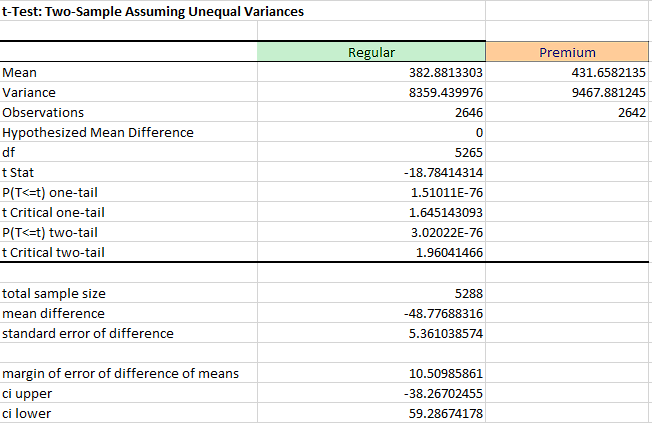 t-Test: Two-Sample Assuming Unequal Variances
Regular Premium
Mean 382.8813303 431.6582135
Variance 8359.439976 9467.881245
Observations 2646 2642
Hypothesized Mean Difference 0
df 5265
t Stat -18.78414314
P(T<=t) one-tail 1.51011E-76
t Critical one-tail 1.645143093
P(T<=t) two-tail 3.02022E-76
t Critical two-tail 1.96041466
total sample size 5288
mean difference -48.77688316
standard error of difference 5.361038574
margin of error of difference of means 10.50985861
ci upper -38.26702455
ci lower 59.28674178